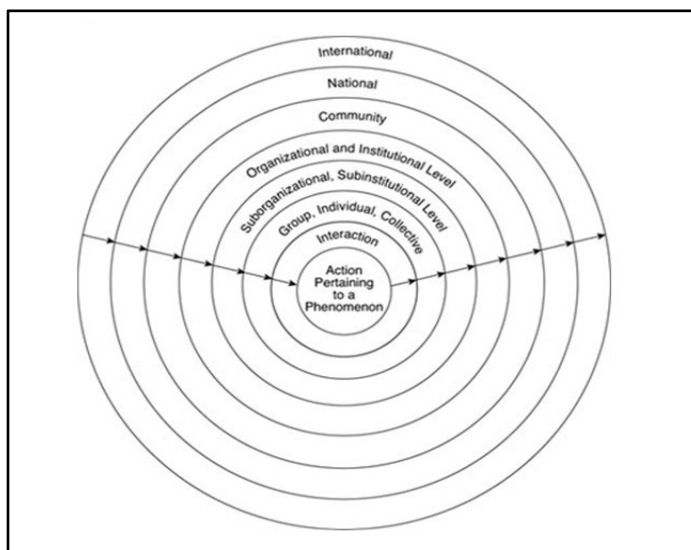 International
National
Community
Organizational and Institutional Level
Suborganizational, Subinstitutional Level
Group, Individual, Collective
Interaction
Action
Pertaining
to a
Phenomenon